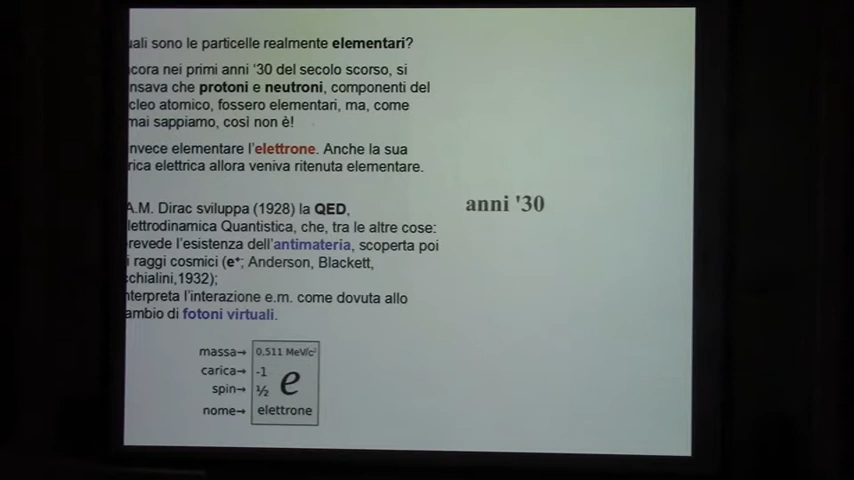 uali sono le particelle realmente elementari?
cora nei primi anni '30 del secolo scorso, si
nsava che protoni e neutroni, componenti del
cleo atomico, fossero elementari, ma, come
mai sappiamo, così non è!
nvece elementare l'elettrone. Anche la sua
rica elettrica allora veniva ritenuta elementare.
anni '30
A.M. Dirac sviluppa (1928) la QED,
lettrodinamica Quantistica, che, tra le altre cose:
revede l'esistenza dell'antimateria, scoperta poi
i raggi cosmici (e⁺; Anderson, Blackett,
chialini,1932);
nterpreta l'interazione e.m. come dovuta allo
ambio di fotoni virtuali.
massa→ 0,511 MeV/c²
carica→ -1
spin→ ½ e
nome→ elettrone